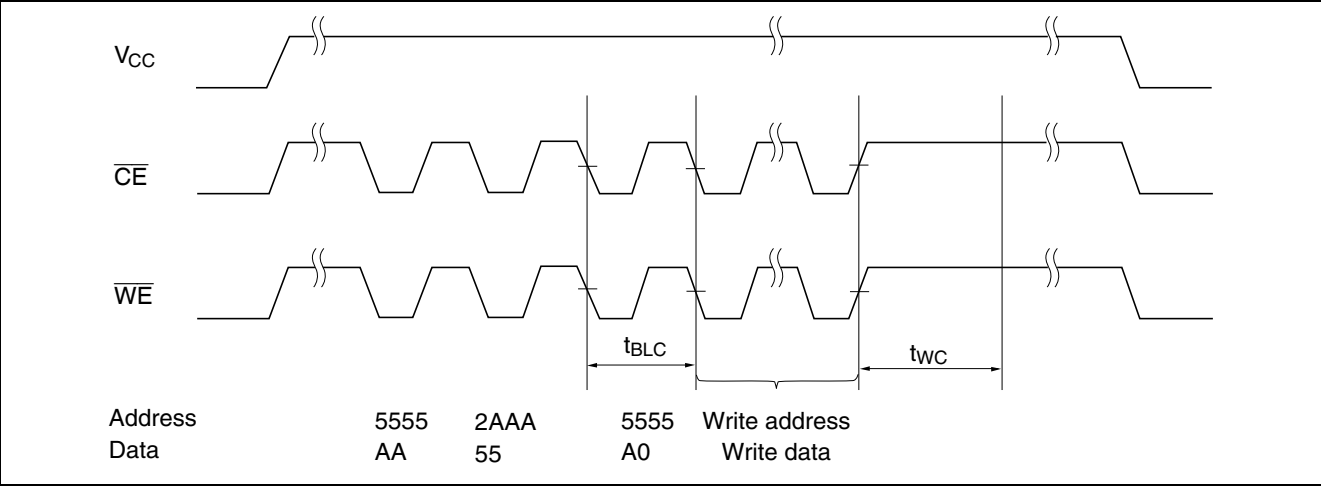 VCC
CE
WE
tBLC
tWC
Address 5555 2AAA 5555 Write address
Data AA 55 A0 Write data